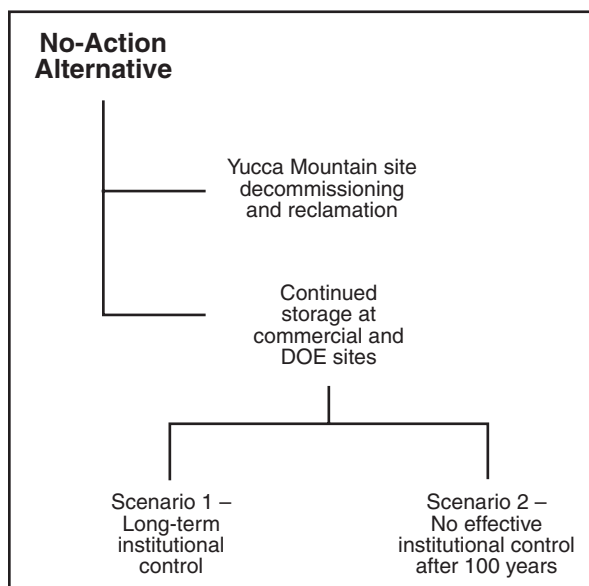 No-Action
Alternative
Yucca Mountain site
decommissioning
and reclamation
Continued
storage at
commercial and
DOE sites
Scenario 1 –
Long-term
institutional
control
Scenario 2 –
No effective
institutional control
after 100 years